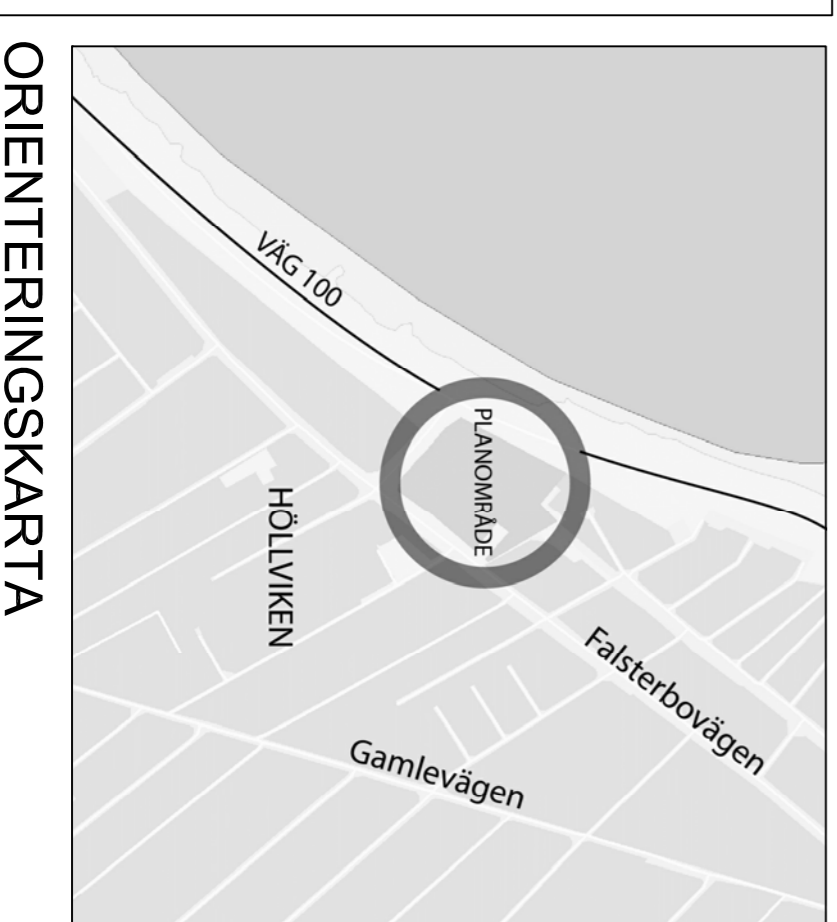 ORIENTERINGSKARTA
VÄG 100
PLANOMRÅDE
HÖLLVIKEN
Falsterbovägen
Gamlevägen